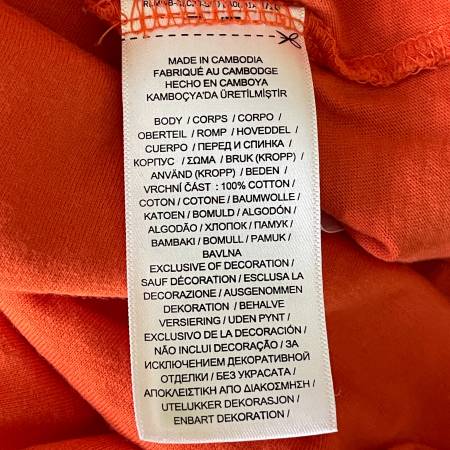 MADE IN CAMBODIA
FABRIQUÉ AU CAMBODGE
HECHO EN CAMBOYA
KAMBOÇYA'DA ÜRETİLMİŞTİR
BODY / CORPS / CORPO /
OBERTEIL / ROMP / HOVEDDEL /
CUERPO / ПЕРЕД И СПИНКА /
КОРПУС / ΣΩΜΑ / BRUK (KROPP) /
ANVÄND (KROPP) / BEDEN /
VRCHNÍ ČÁST : 100% COTTON /
COTON / COTONE / BAUMWOLLE /
KATOEN / BOMULD / ALGODÓN /
ALGODÃO / ХЛОПОК / ПАМУК /
BAMBAKI / BOMULL / PAMUK /
BAVLNA
EXCLUSIVE OF DECORATION /
SAUF DÉCORATION / ESCLUSA LA
DECORAZIONE / AUSGENOMMEN
DEKORATION / BEHALVE
VERSIERING / UDEN PYNT /
EXCLUSIVO DE LA DECORACIÓN /
NÃO INCLUI DECORAÇÃO / ЗА
ИСКЛЮЧЕНИЕМ ДЕКОРАТИВНОЙ
ОТДЕЛКИ / БЕЗ УКРАСАТА /
ΑΠΟΚΛΕΙΣΤΙΚΗ ΑΠΟ ΔΙΑΚΟΣΜΗΣΗ /
UTELUKKER DEKORASJON /
ENBART DEKORATION /